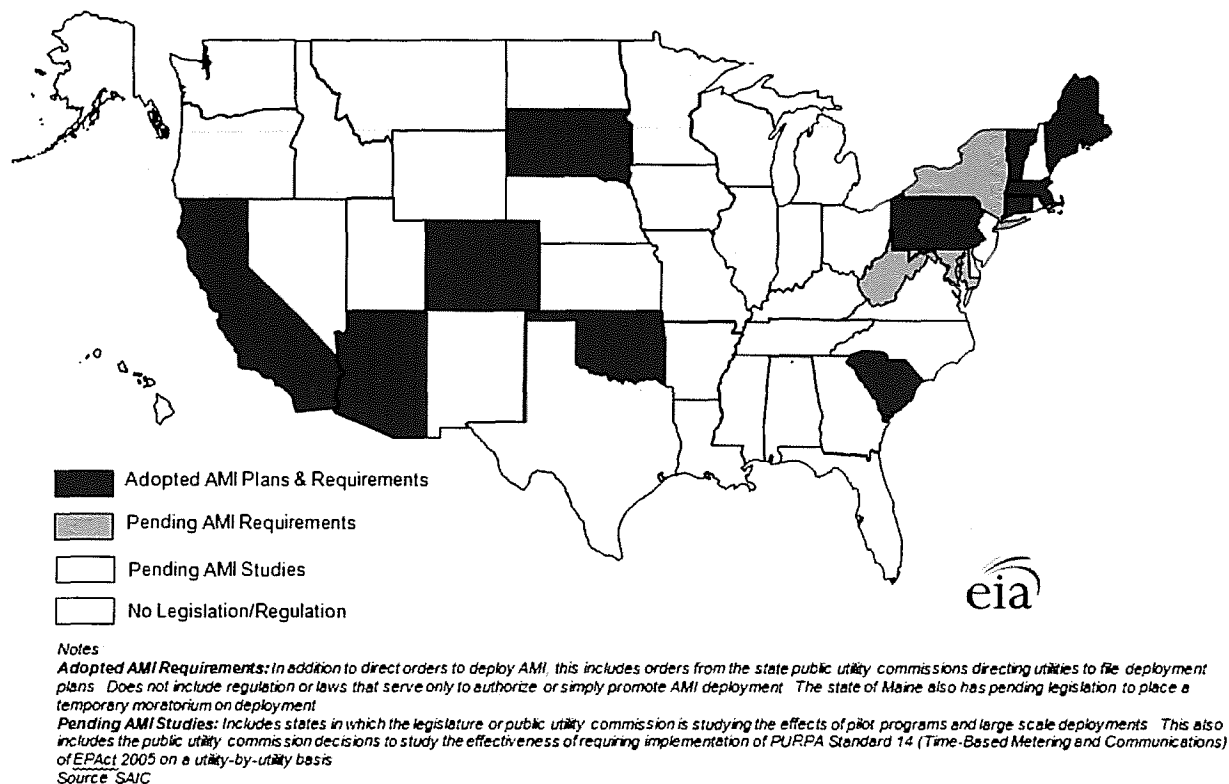 Adopted AMI Plans & Requirements
Pending AMI Requirements
Pending AMI Studies
No Legislation/Regulation
eia
Notes
Adopted AMI Requirements: In addition to direct orders to deploy AMI, this includes orders from the state public utility commissions directing utilities to file deployment
plans Does not include regulation or laws that serve only to authorize or simply promote AMI deployment The state of Maine also has pending legislation to place a
temporary moratorium on deployment
Pending AMI Studies: Includes states in which the legislature or public utility commission is studying the effects of pilot programs and large scale deployments This also
includes the public utility commission decisions to study the effectiveness of requiring implementation of PURPA Standard 14 (Time-Based Metering and Communications)
of EPAct 2005 on a utility-by-utility basis
Source SAIC